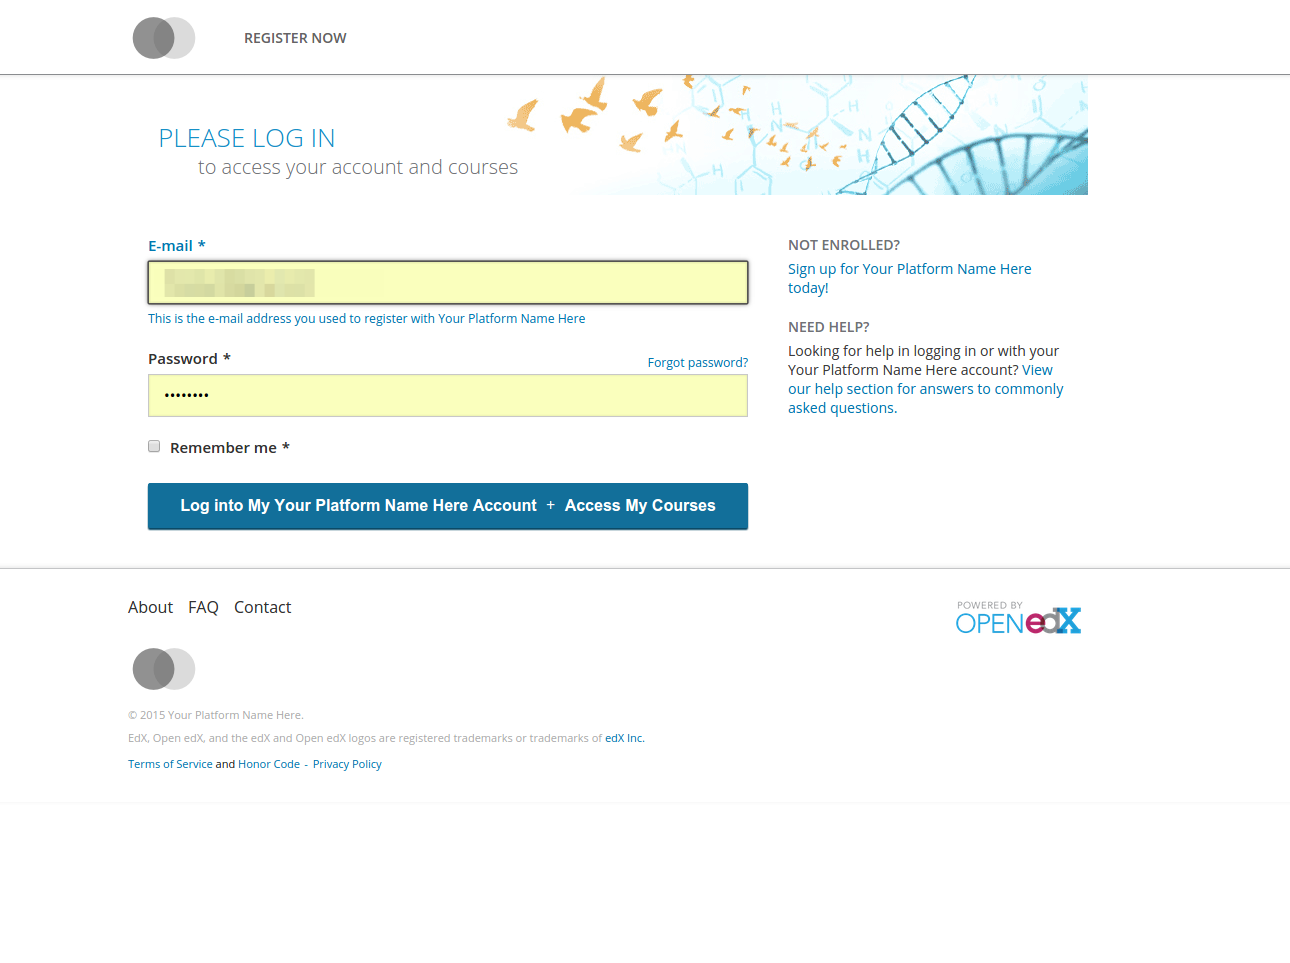 REGISTER NOW
PLEASE LOG IN
to access your account and courses
E-mail *
This is the e-mail address you used to register with Your Platform Name Here
Password *
Forgot password?
••••••••
Remember me *
Log into My Your Platform Name Here Account + Access My Courses
NOT ENROLLED?
Sign up for Your Platform Name Here
today!
NEED HELP?
Looking for help in logging in or with your
Your Platform Name Here account? View
our help section for answers to commonly
asked questions.
About FAQ Contact
POWERED BY
OPEN edX
© 2015 Your Platform Name Here.
EdX, Open edX, and the edX and Open edX logos are registered trademarks or trademarks of edX Inc.
Terms of Service and Honor Code - Privacy Policy